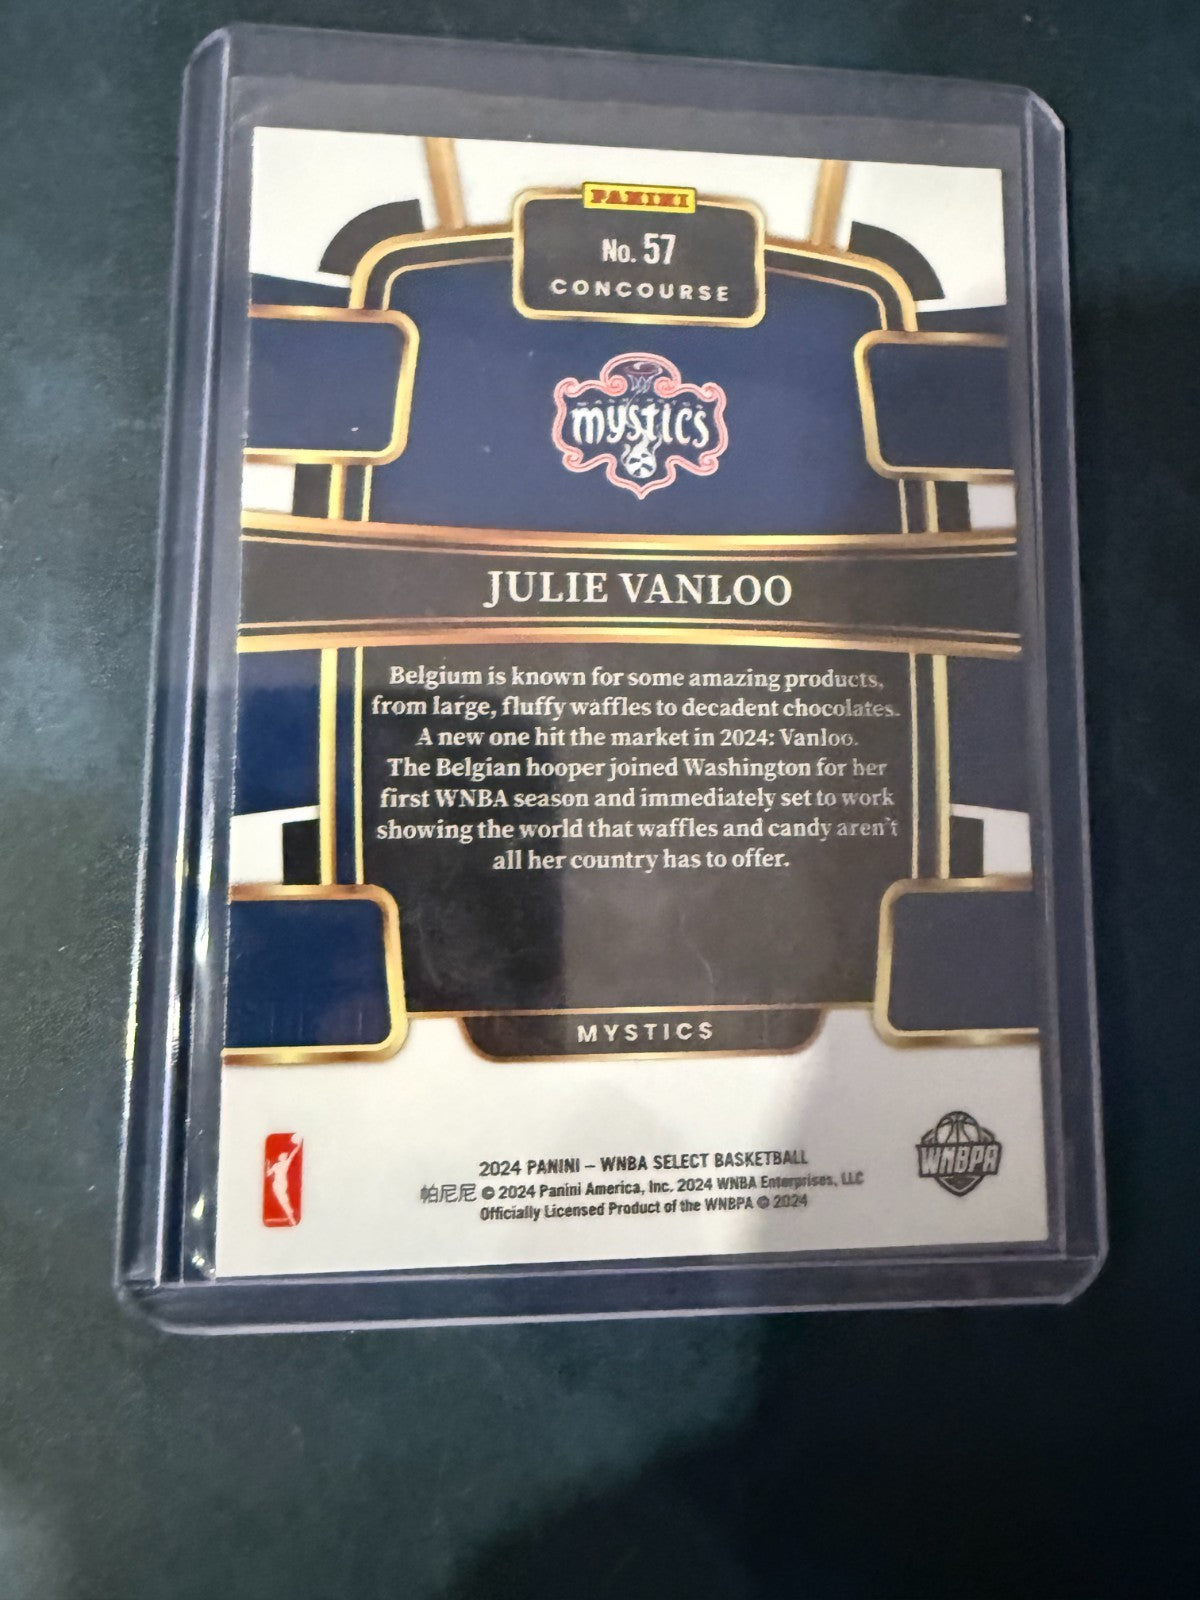 PANINI
No. 57
CONCOURSE
mystics
JULIE VANLOO
Belgium is known for some amazing products,
from large, fluffy waffles to decadent chocolates.
A new one hit the market in 2024: Vanloo.
The Belgian hooper joined Washington for her
first WNBA season and immediately set to work
showing the world that waffles and candy aren't
all her country has to offer.
MYSTICS
2024 PANINI – WNBA SELECT BASKETBALL
帕尼尼 © 2024 Panini America, Inc. 2024 WNBA Enterprises, LLC
Officially Licensed Product of the WNBPA © 2024
WNBPA